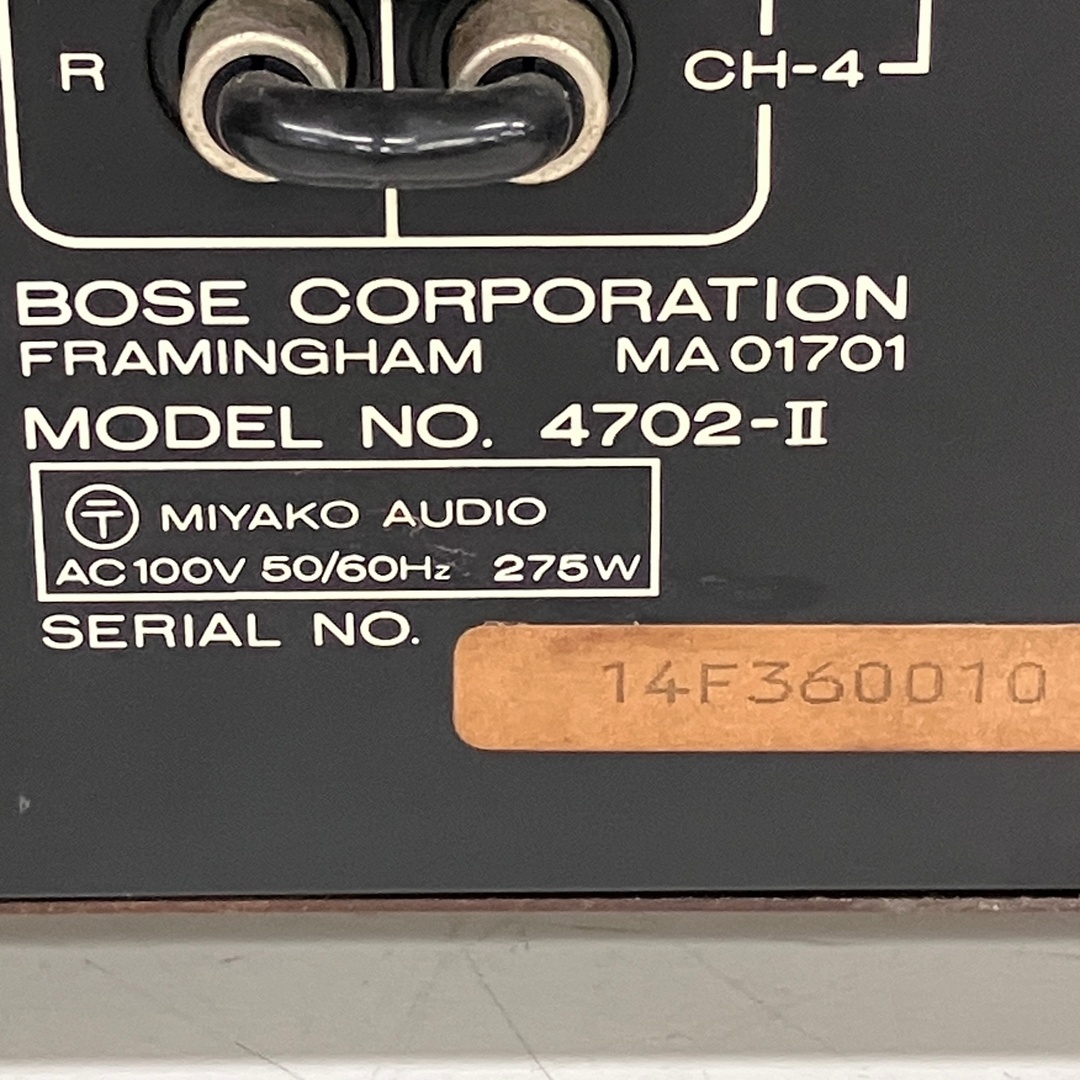 R
CH-4
BOSE CORPORATION
FRAMINGHAM MA 01701
MODEL NO. 4702-II
〒 MIYAKO AUDIO
AC100V 50/60Hz 275W
SERIAL NO.
14F360010